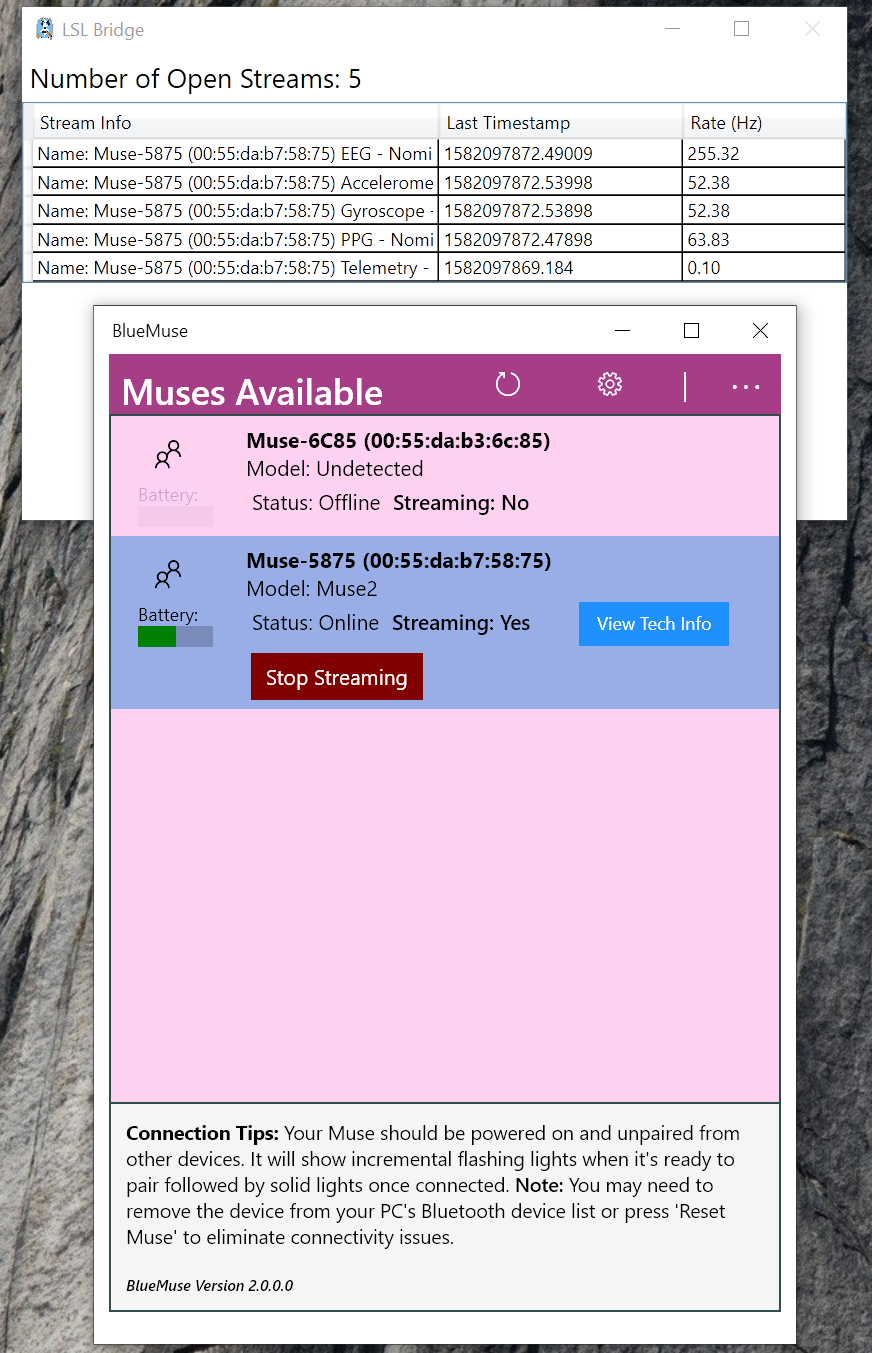 LSL Bridge
Number of Open Streams: 5
Stream Info Last Timestamp Rate (Hz)
Name: Muse-5875 (00:55:da:b7:58:75) EEG - Nomi 1582097872.49009 255.32
Name: Muse-5875 (00:55:da:b7:58:75) Accelerome 1582097872.53998 52.38
Name: Muse-5875 (00:55:da:b7:58:75) Gyroscope - 1582097872.53898 52.38
Name: Muse-5875 (00:55:da:b7:58:75) PPG - Nomi 1582097872.47898 63.83
Name: Muse-5875 (00:55:da:b7:58:75) Telemetry - 1582097869.184 0.10
BlueMuse
Muses Available
Muse-6C85 (00:55:da:b3:6c:85)
Model: Undetected
Battery:
Status: Offline Streaming: No
Muse-5875 (00:55:da:b7:58:75)
Model: Muse2
Battery:
Status: Online Streaming: Yes View Tech Info
Stop Streaming
Connection Tips: Your Muse should be powered on and unpaired from
other devices. It will show incremental flashing lights when it's ready to
pair followed by solid lights once connected. Note: You may need to
remove the device from your PC's Bluetooth device list or press 'Reset
Muse' to eliminate connectivity issues.
BlueMuse Version 2.0.0.0